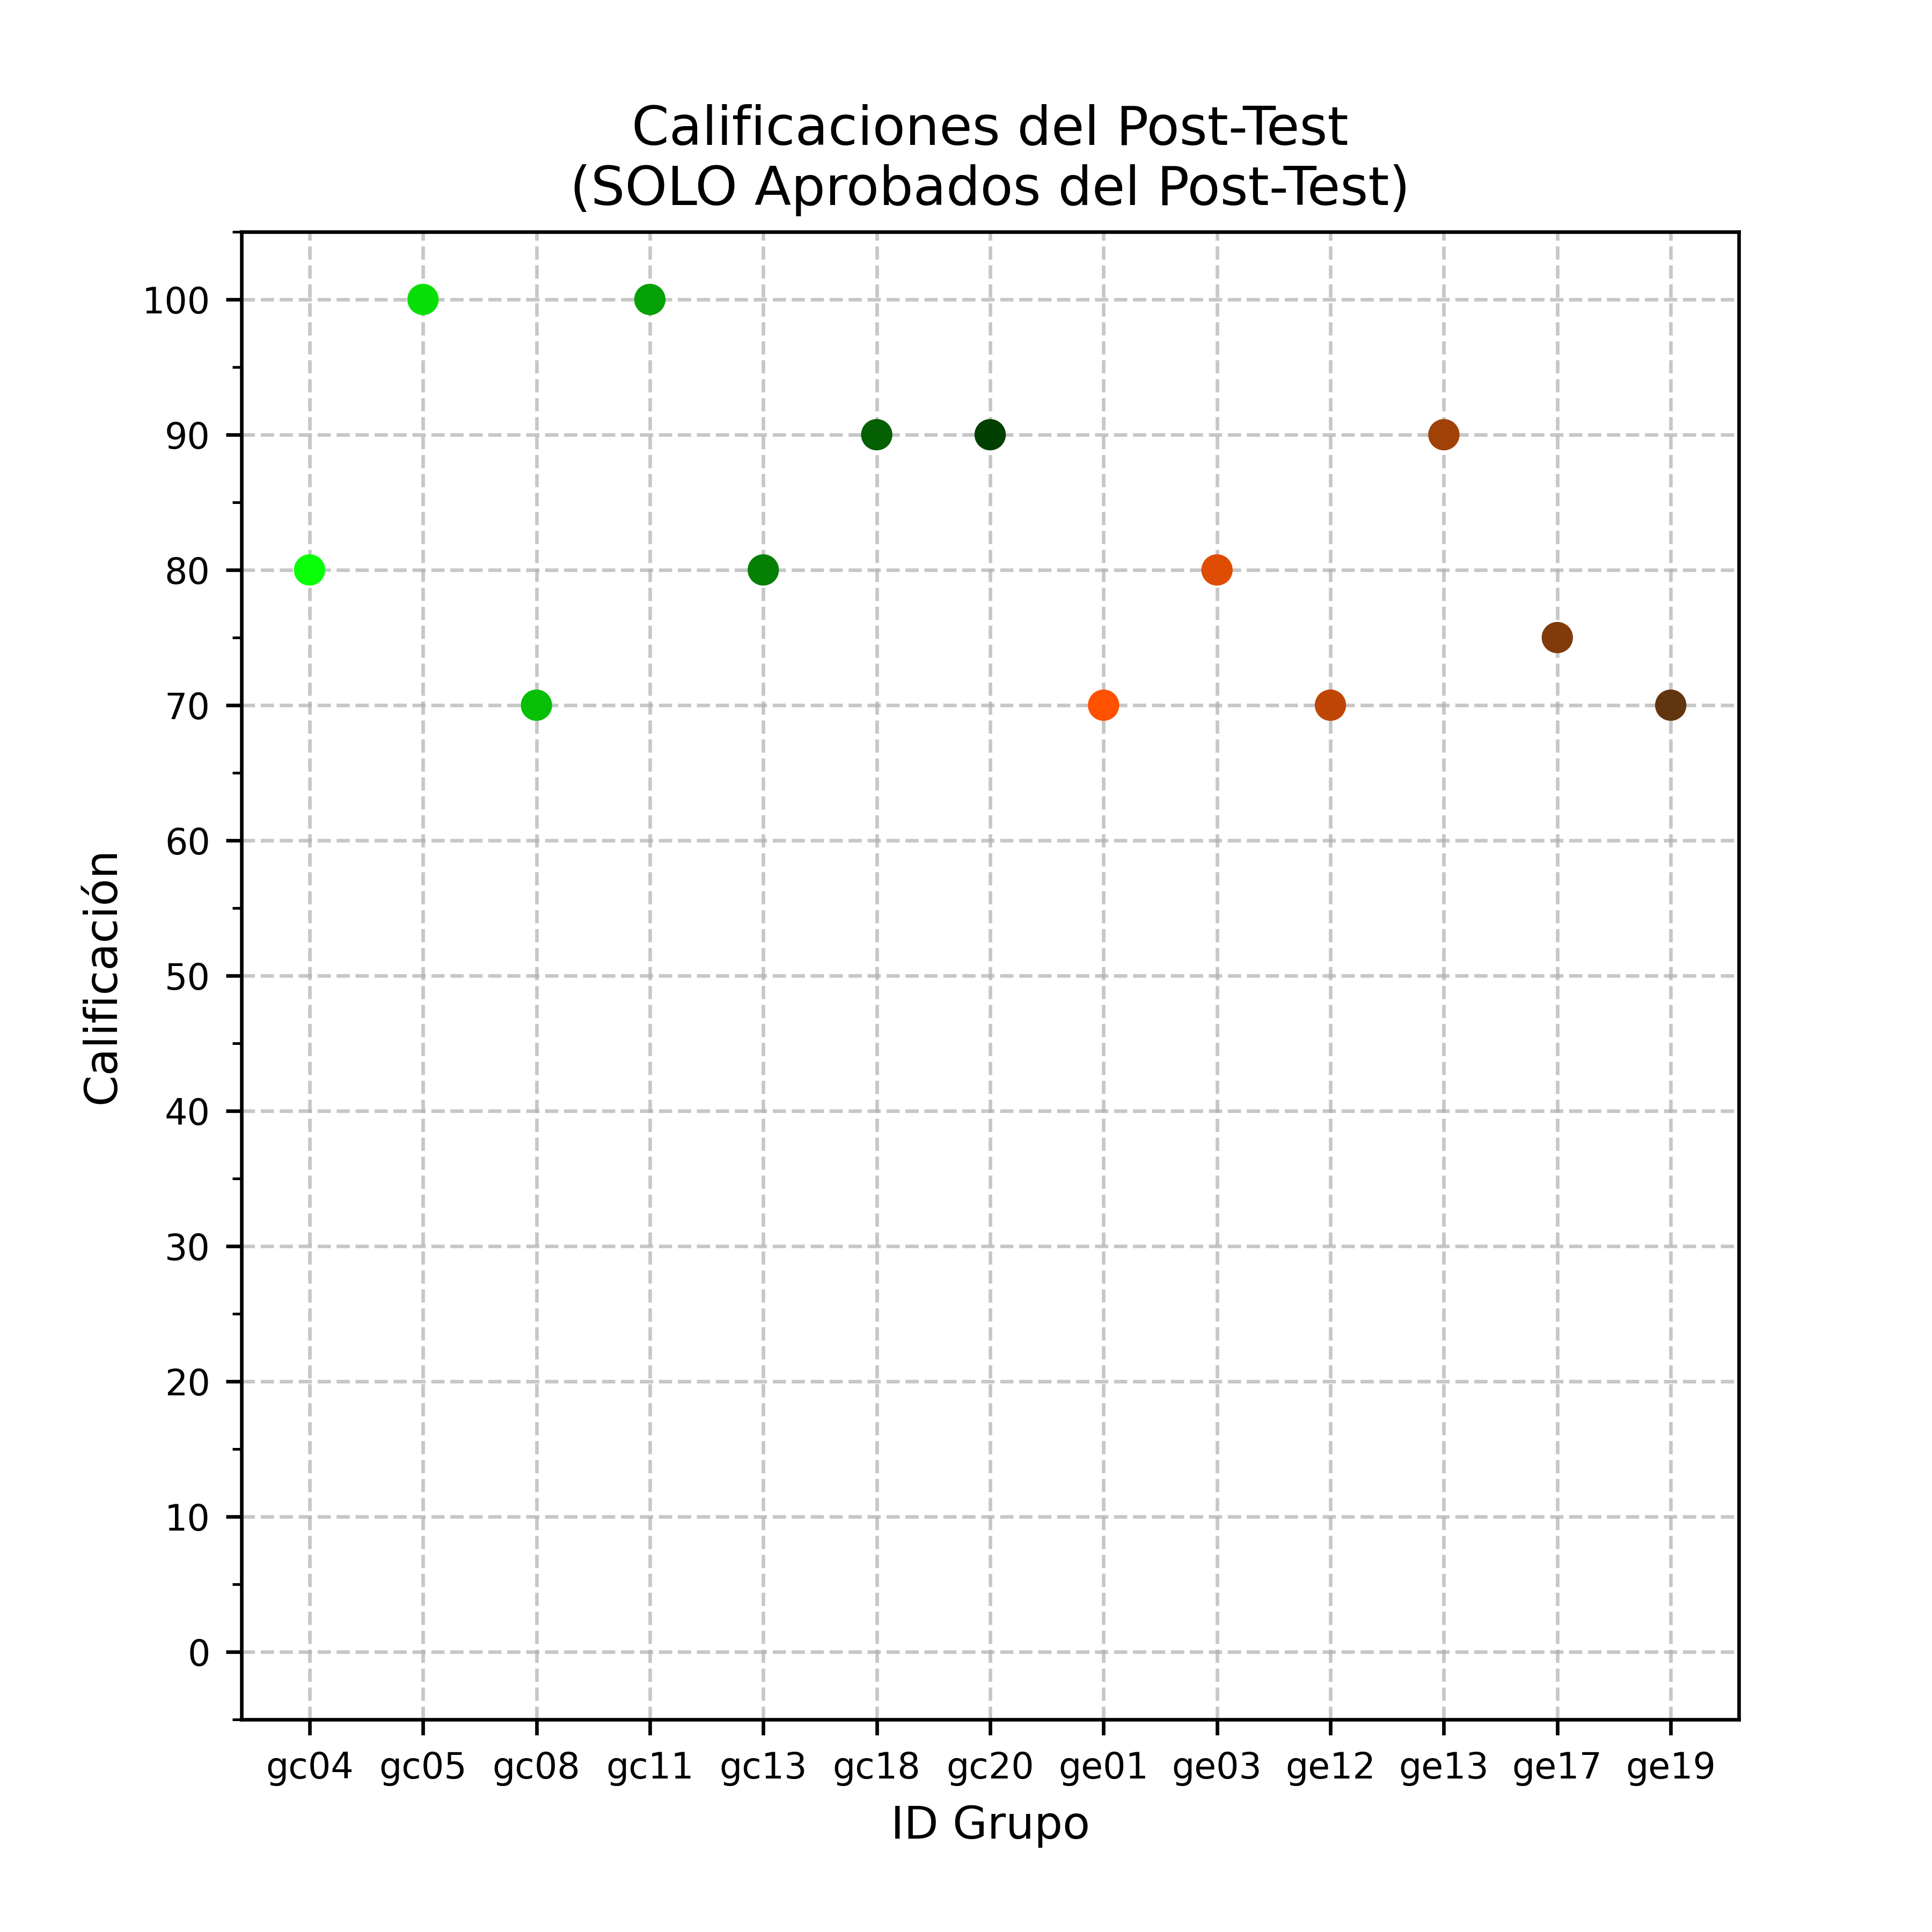 Calificaciones del Post-Test
(SOLO Aprobados del Post-Test)
100
90
80
70
60
50
40
30
20
10
0
Calificación
gc04 gc05 gc08 gc11 gc13 gc18 gc20 ge01 ge03 ge12 ge13 ge17 ge19
ID Grupo